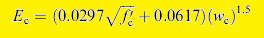 E_c = (0.0297√f'_c + 0.0617)(w_c)^1.5